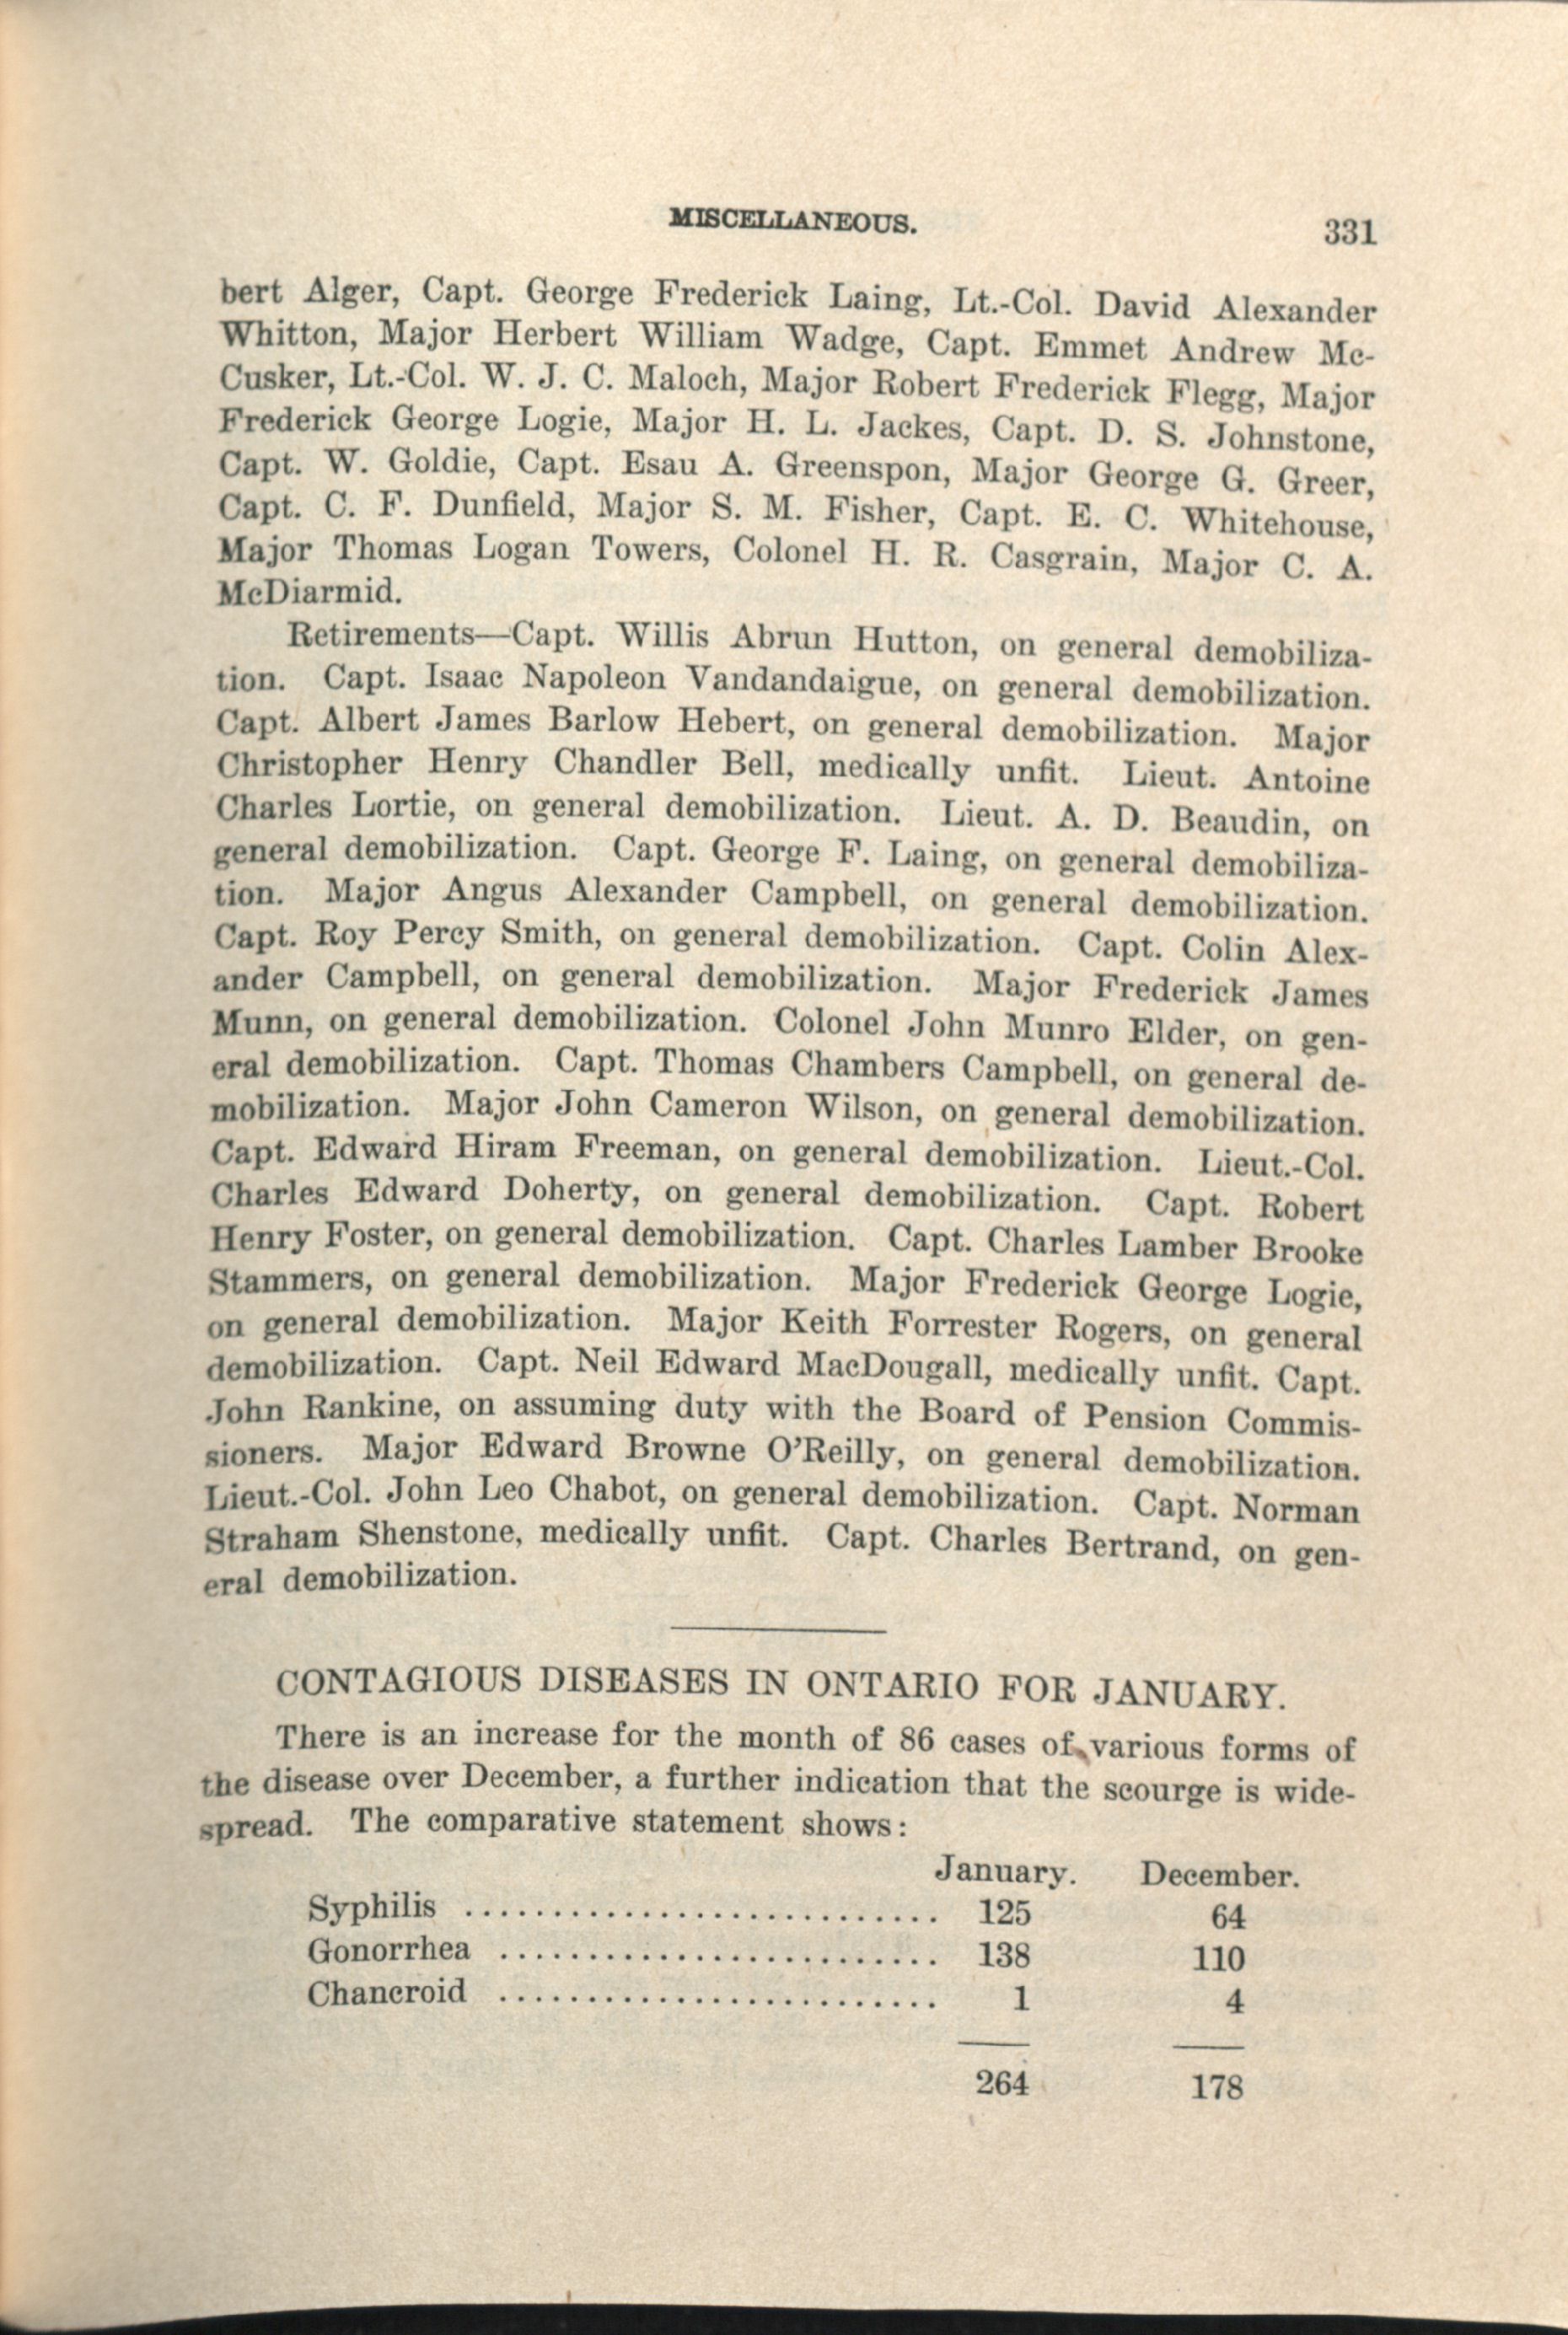 MISCELLANEOUS. 331
bert Alger, Capt. George Frederick Laing, Lt.-Col. David Alexander
Whitton, Major Herbert William Wadge, Capt. Emmet Andrew Mc-
Cusker, Lt.-Col. W. J. C. Maloch, Major Robert Frederick Flegg, Major
Frederick George Logie, Major H. L. Jackes, Capt. D. S. Johnstone,
Capt. W. Goldie, Capt. Esau A. Greenspon, Major George G. Greer,
Capt. C. F. Dunfield, Major S. M. Fisher, Capt. E. C. Whitehouse,
Major Thomas Logan Towers, Colonel H. R. Casgrain, Major C. A.
McDiarmid.
Retirements—Capt. Willis Abrun Hutton, on general demobiliza-
tion. Capt. Isaac Napoleon Vandandaigue, on general demobilization.
Capt. Albert James Barlow Hebert, on general demobilization. Major
Christopher Henry Chandler Bell, medically unfit. Lieut. Antoine
Charles Lortie, on general demobilization. Lieut. A. D. Beaudin, on
general demobilization. Capt. George F. Laing, on general demobiliza-
tion. Major Angus Alexander Campbell, on general demobilization.
Capt. Roy Percy Smith, on general demobilization. Capt. Colin Alex-
ander Campbell, on general demobilization. Major Frederick James
Munn, on general demobilization. Colonel John Munro Elder, on gen-
eral demobilization. Capt. Thomas Chambers Campbell, on general de-
mobilization. Major John Cameron Wilson, on general demobilization.
Capt. Edward Hiram Freeman, on general demobilization. Lieut.-Col.
Charles Edward Doherty, on general demobilization. Capt. Robert
Henry Foster, on general demobilization. Capt. Charles Lamber Brooke
Stammers, on general demobilization. Major Frederick George Logie,
on general demobilization. Major Keith Forrester Rogers, on general
demobilization. Capt. Neil Edward MacDougall, medically unfit. Capt.
John Rankine, on assuming duty with the Board of Pension Commis-
sioners. Major Edward Browne O'Reilly, on general demobilization.
Lieut.-Col. John Leo Chabot, on general demobilization. Capt. Norman
Straham Shenstone, medically unfit. Capt. Charles Bertrand, on gen-
eral demobilization.
CONTAGIOUS DISEASES IN ONTARIO FOR JANUARY.
There is an increase for the month of 86 cases of various forms of
the disease over December, a further indication that the scourge is wide-
spread. The comparative statement shows:
January. December.
Syphilis ........................... 125 64
Gonorrhea ......................... 138 110
Chancroid ......................... 1 4
264 178